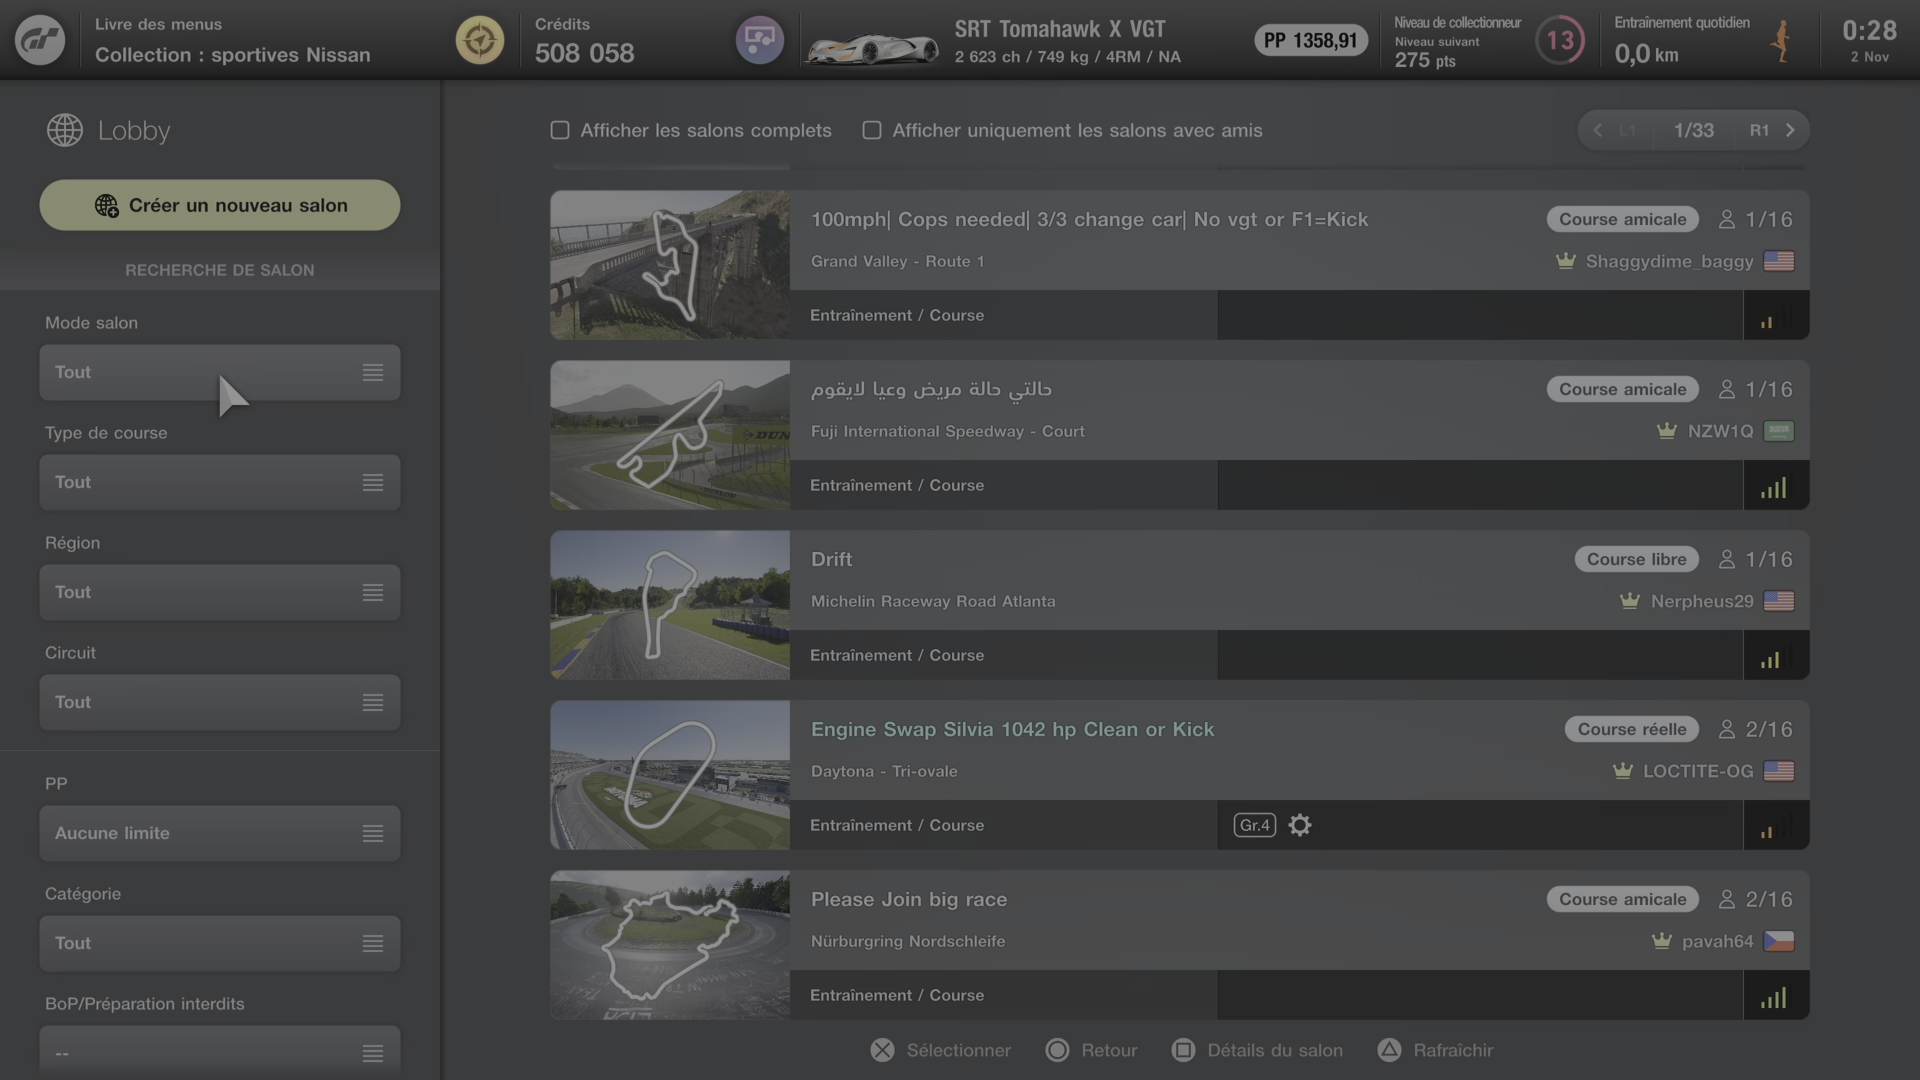 Livre des menus
Collection : sportives Nissan
Crédits
508 058
SRT Tomahawk X VGT
2 623 ch / 749 kg / 4RM / NA
PP 1358,91
Niveau de collectionneur
Niveau suivant
275 pts
13
Entraînement quotidien
0,0 km
0:28
2 Nov
Lobby
Créer un nouveau salon
RECHERCHE DE SALON
Mode salon
Tout
Type de course
Tout
Région
Tout
Circuit
Tout
PP
Aucune limite
Catégorie
Tout
BoP/Préparation interdits
--
Afficher les salons complets
Afficher uniquement les salons avec amis
L1 1/33 R1
100mph| Cops needed| 3/3 change car| No vgt or F1=Kick
Course amicale 1/16
Grand Valley - Route 1
Shaggydime_baggy
Entraînement / Course
حالتي حالة مريض وعيا لايقوم
Course amicale 1/16
Fuji International Speedway - Court
NZW1Q
Entraînement / Course
Drift
Course libre 1/16
Michelin Raceway Road Atlanta
Nerpheus29
Entraînement / Course
Engine Swap Silvia 1042 hp Clean or Kick
Course réelle 2/16
Daytona - Tri-ovale
LOCTITE-OG
Entraînement / Course
Gr.4
Please Join big race
Course amicale 2/16
Nürburgring Nordschleife
pavah64
Entraînement / Course
Sélectionner
Retour
Détails du salon
Rafraîchir